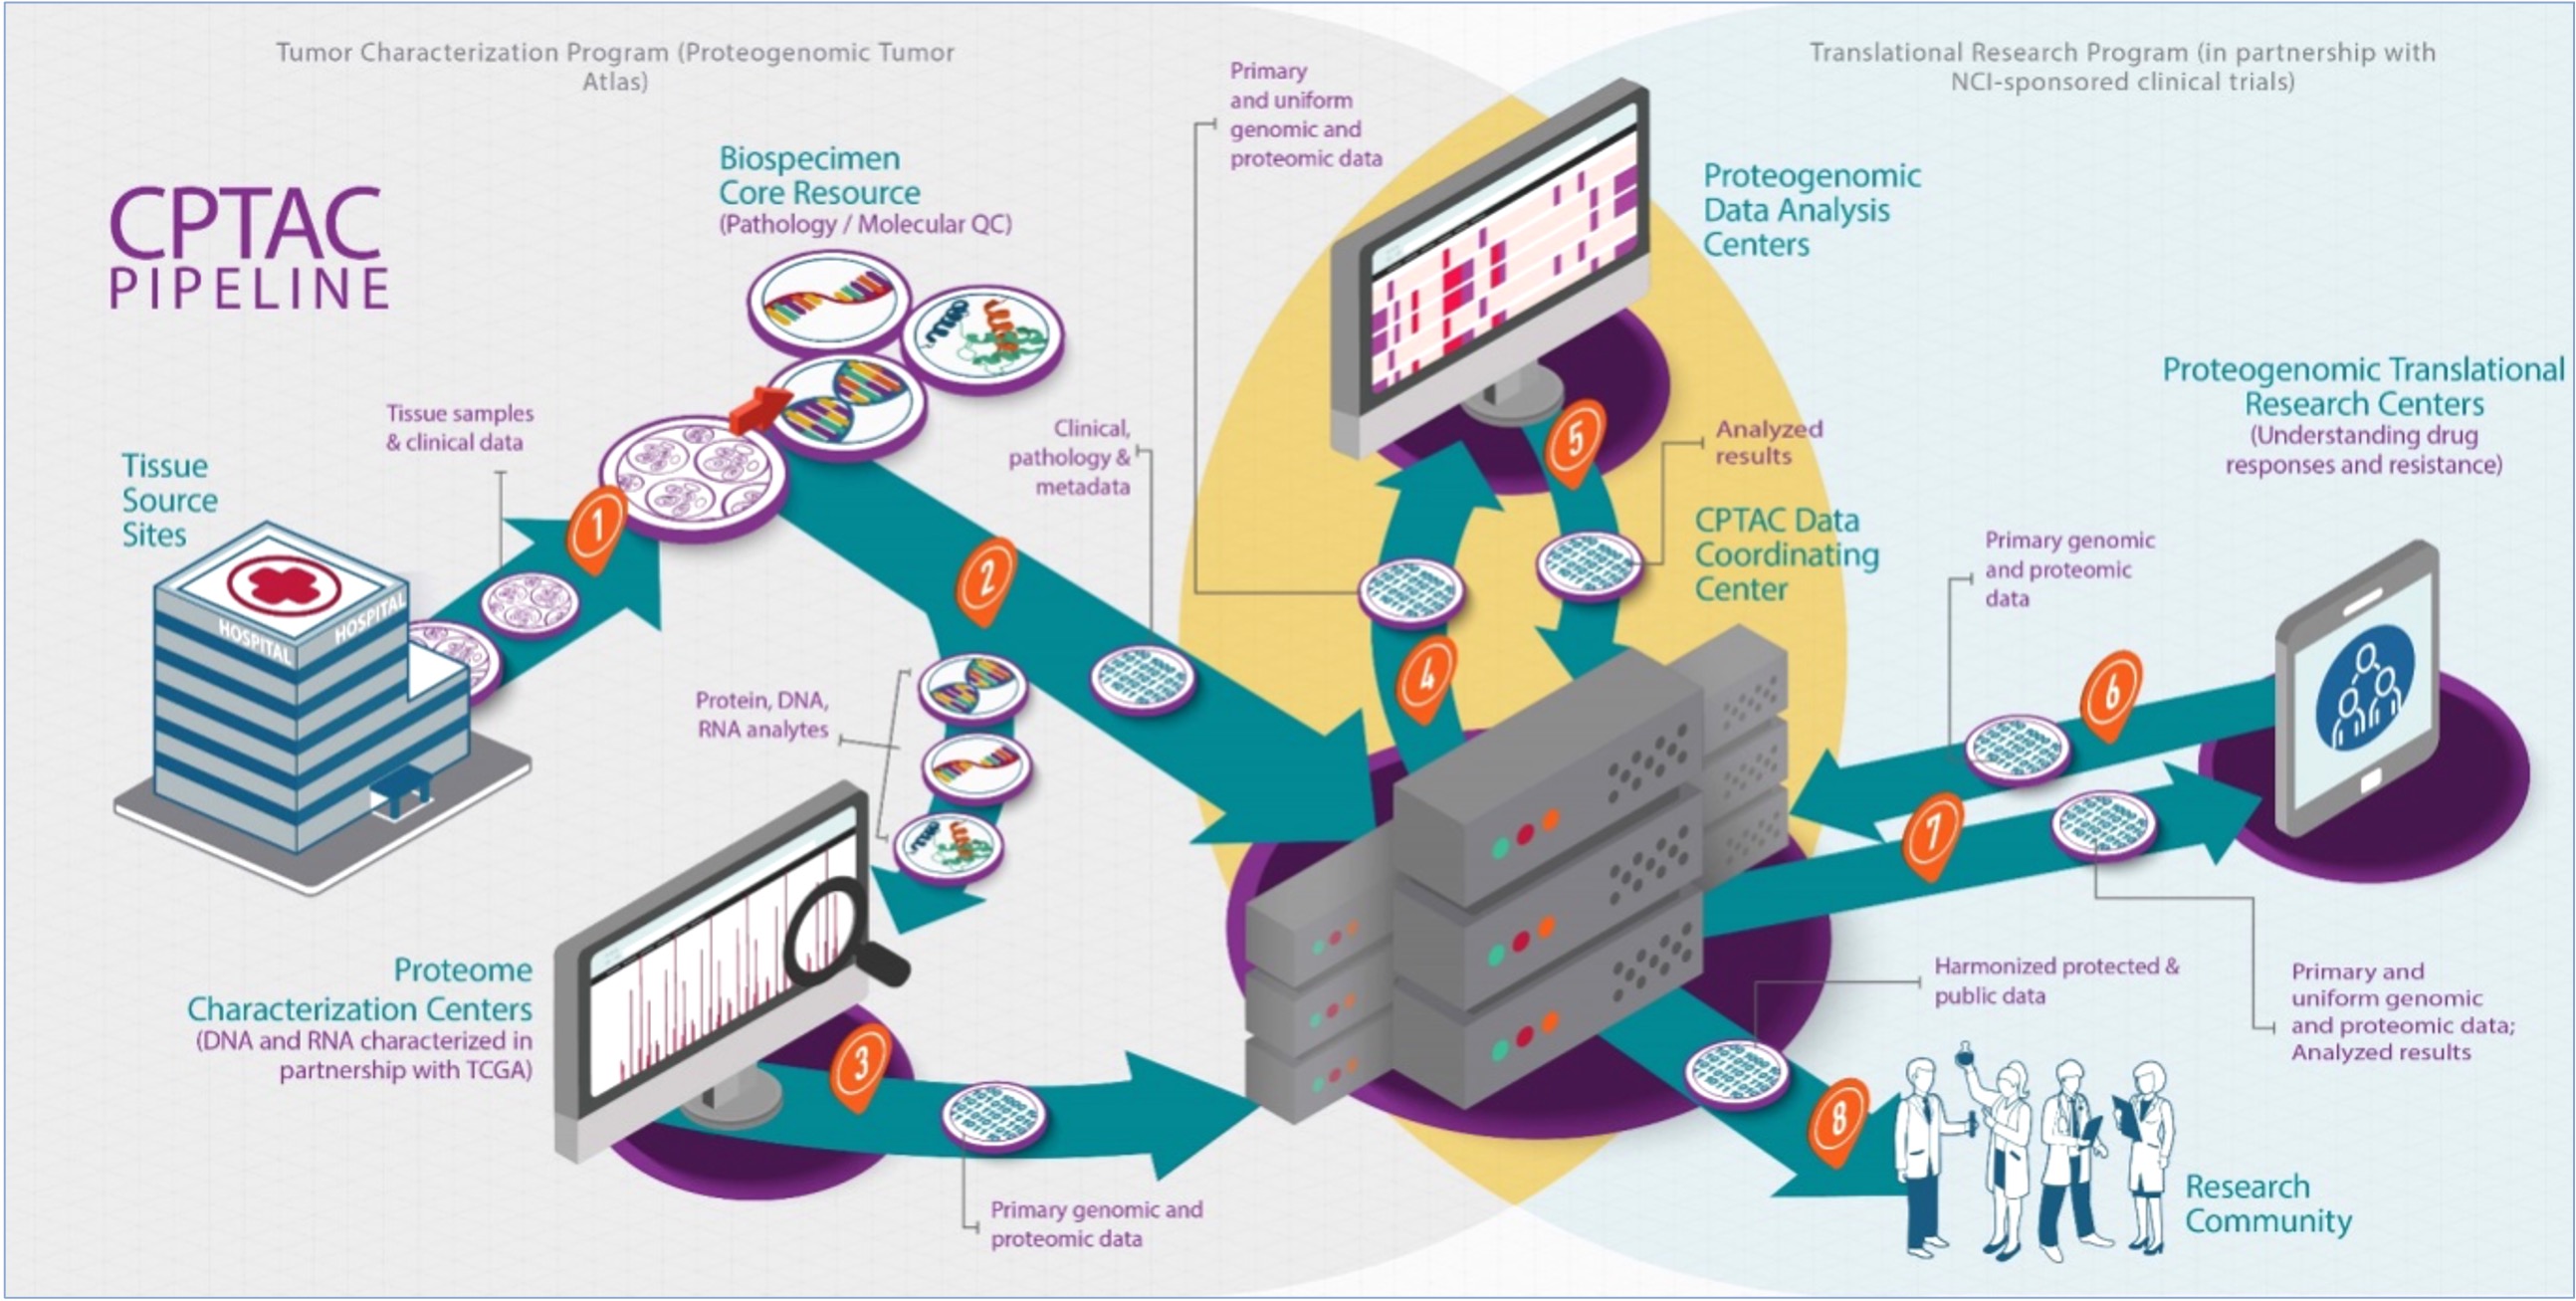 Tumor Characterization Program (Proteogenomic Tumor
Atlas)
Translational Research Program (in partnership with
NCI-sponsored clinical trials)
CPTAC
PIPELINE
Biospecimen
Core Resource
(Pathology / Molecular QC)
Primary
and uniform
genomic and
proteomic data
Proteogenomic
Data Analysis
Centers
Tissue samples
& clinical data
Tissue
Source
Sites
HOSPITAL
HOSPITAL
1
2
Clinical,
pathology &
metadata
5
Analyzed
results
CPTAC Data
Coordinating
Center
4
Proteogenomic Translational
Research Centers
(Understanding drug
responses and resistance)
Primary genomic
and proteomic
data
6
7
Protein, DNA,
RNA analytes
Proteome
Characterization Centers
(DNA and RNA characterized in
partnership with TCGA)
3
Primary genomic and
proteomic data
Harmonized protected &
public data
Primary and
uniform genomic
and proteomic data;
Analyzed results
8
Research
Community